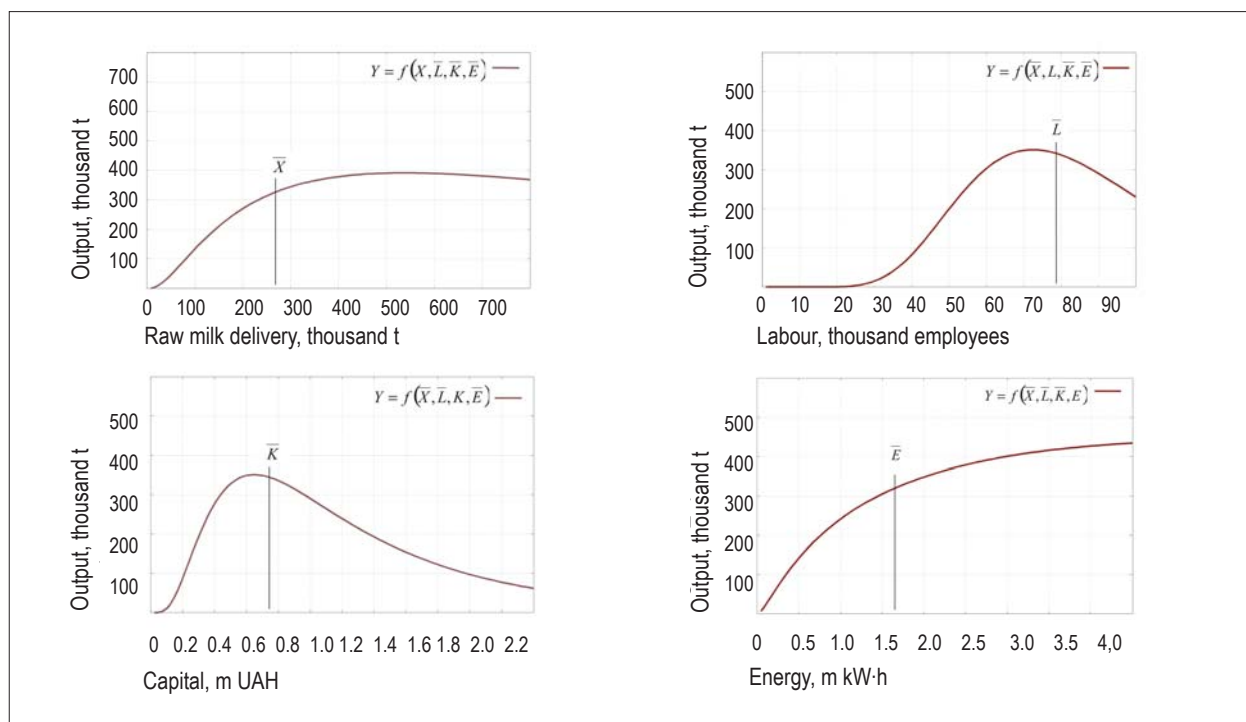 Y = f(X, L̅, K̅, E̅)
700
600
500
400
300
200
100
X̅
Output, thousand t
0 100 200 300 400 500 600 700
Raw milk delivery, thousand t
Y = f(X̅, L, K̅, E̅)
500
400
300
200
100
L̅
Output, thousand t
0 10 20 30 40 50 60 70 80 90
Labour, thousand employees
Y = f(X̅, L̅, K, E̅)
500
400
300
200
100
K̅
Output, thousand t
0 0.2 0.4 0.6 0.8 1.0 1.2 1.4 1.6 1.8 2.0 2.2
Capital, m UAH
Y = f(X̅, L̅, K̅, E)
500
400
300
200
100
E̅
Output, thousand t
0 0.5 1.0 1.5 2.0 2.5 3.0 3.5 4,0
Energy, m kW·h